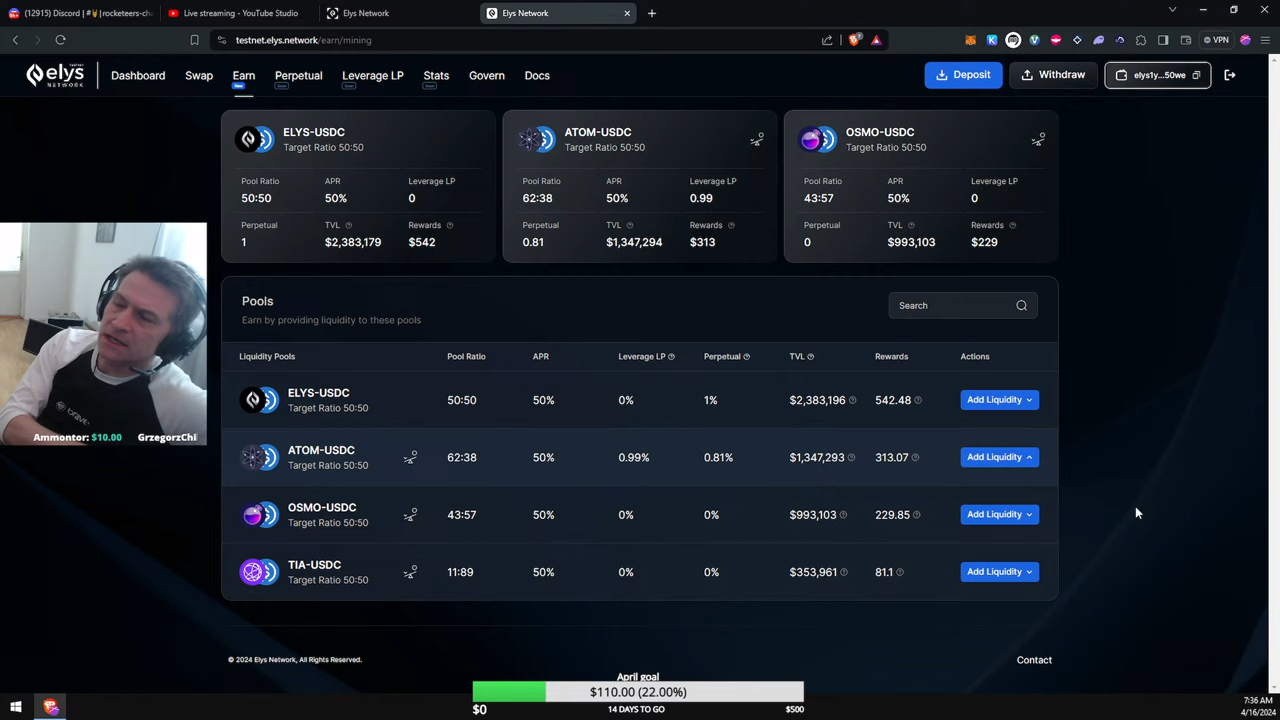 (12915) Discord | #
rocketeers-cha
Live streaming - YouTube Studio
Elys Network
Elys Network
testnet.elys.network/earn/mining
VPN
elys NETWORK
Dashboard
Swap
Earn
New
Perpetual
Soon
Leverage LP
Soon
Stats
Soon
Govern
Docs
Deposit
Withdraw
elys1y...50we
ELYS-USDC
Target Ratio 50:50
Pool Ratio APR Leverage LP
50:50 50% 0
Perpetual TVL Rewards
1 $2,383,179 $542
ATOM-USDC
Target Ratio 50:50
Pool Ratio APR Leverage LP
62:38 50% 0.99
Perpetual TVL Rewards
0.81 $1,347,294 $313
OSMO-USDC
Target Ratio 50:50
Pool Ratio APR Leverage LP
43:57 50% 0
Perpetual TVL Rewards
0 $993,103 $229
Pools
Earn by providing liquidity to these pools
Search
Liquidity Pools Pool Ratio APR Leverage LP Perpetual TVL Rewards Actions
ELYS-USDC
Target Ratio 50:50
50:50 50% 0% 1% $2,383,196 542.48 Add Liquidity
ATOM-USDC
Target Ratio 50:50
62:38 50% 0.99% 0.81% $1,347,293 313.07 Add Liquidity
OSMO-USDC
Target Ratio 50:50
43:57 50% 0% 0% $993,103 229.85 Add Liquidity
TIA-USDC
Target Ratio 50:50
11:89 50% 0% 0% $353,961 81.1 Add Liquidity
brave
Ammontor: $10.00 GrzegorzChi
© 2024 Elys Network, All Rights Reserved.
Contact
April goal
$110.00 (22.00%)
$0 14 DAYS TO GO $500
7:36 AM
4/16/2024